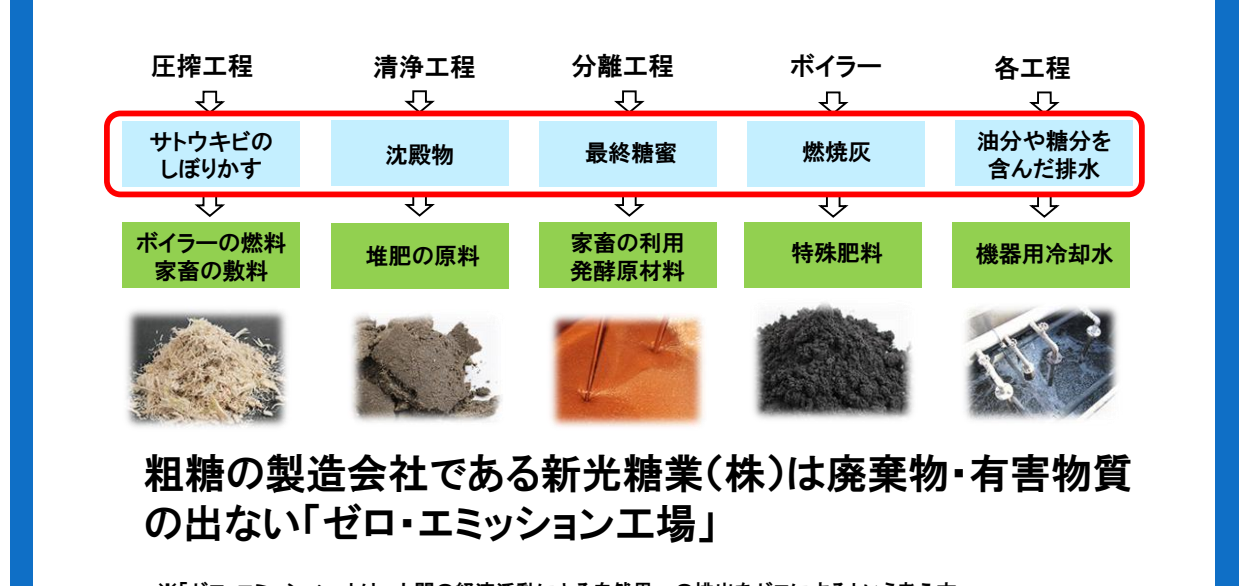 圧搾工程
清浄工程
分離工程
ボイラー
各工程
サトウキビの
しぼりかす
沈殿物
最終糖蜜
燃焼灰
油分や糖分を
含んだ排水
ボイラーの燃料
家畜の敷料
堆肥の原料
家畜の利用
発酵原材料
特殊肥料
機器用冷却水
粗糖の製造会社である新光糖業(株)は廃棄物・有害物質
の出ない「ゼロ・エミッション工場」